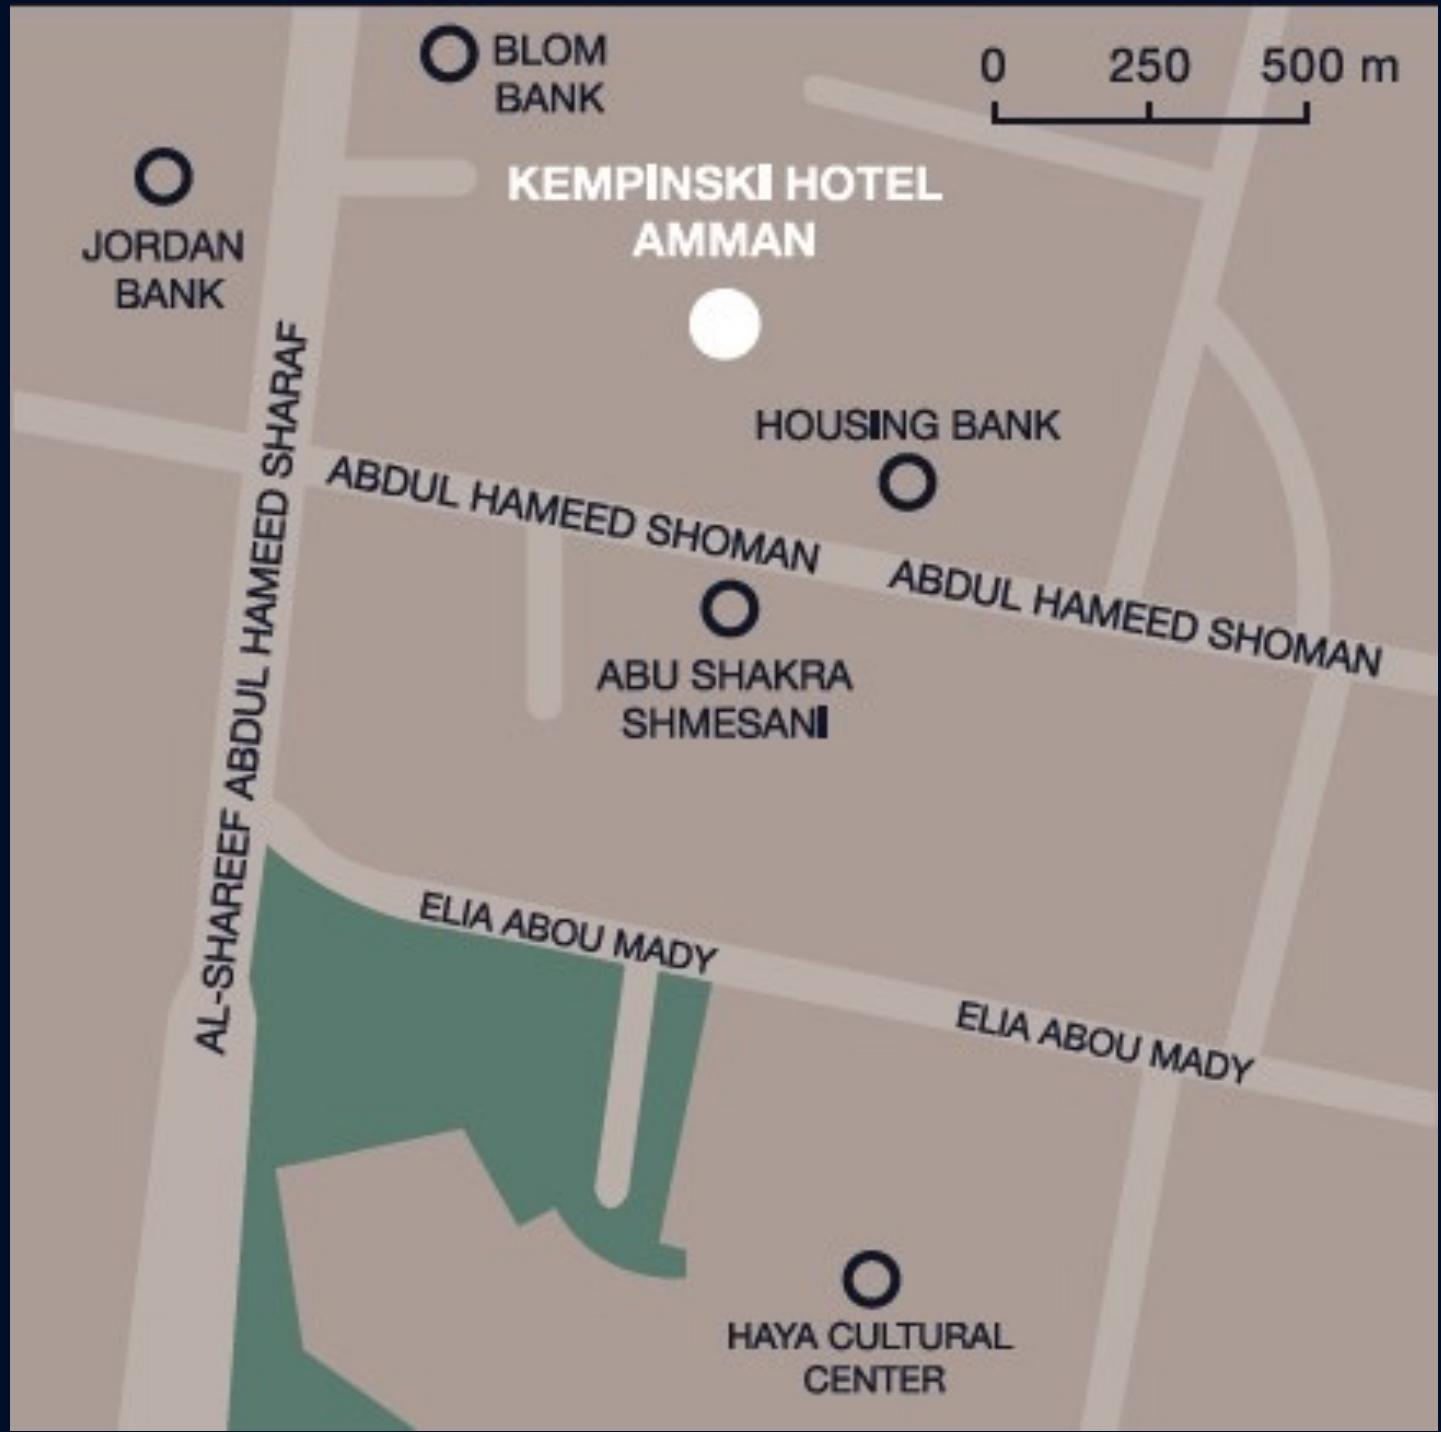 BLOM
BANK
0 250 500 m
JORDAN
BANK
KEMPINSKI HOTEL
AMMAN
HOUSING BANK
AL-SHAREEF ABDUL HAMEED SHARAF
ABDUL HAMEED SHOMAN
ABDUL HAMEED SHOMAN
ABU SHAKRA
SHMESANI
ELIA ABOU MADY
ELIA ABOU MADY
HAYA CULTURAL
CENTER